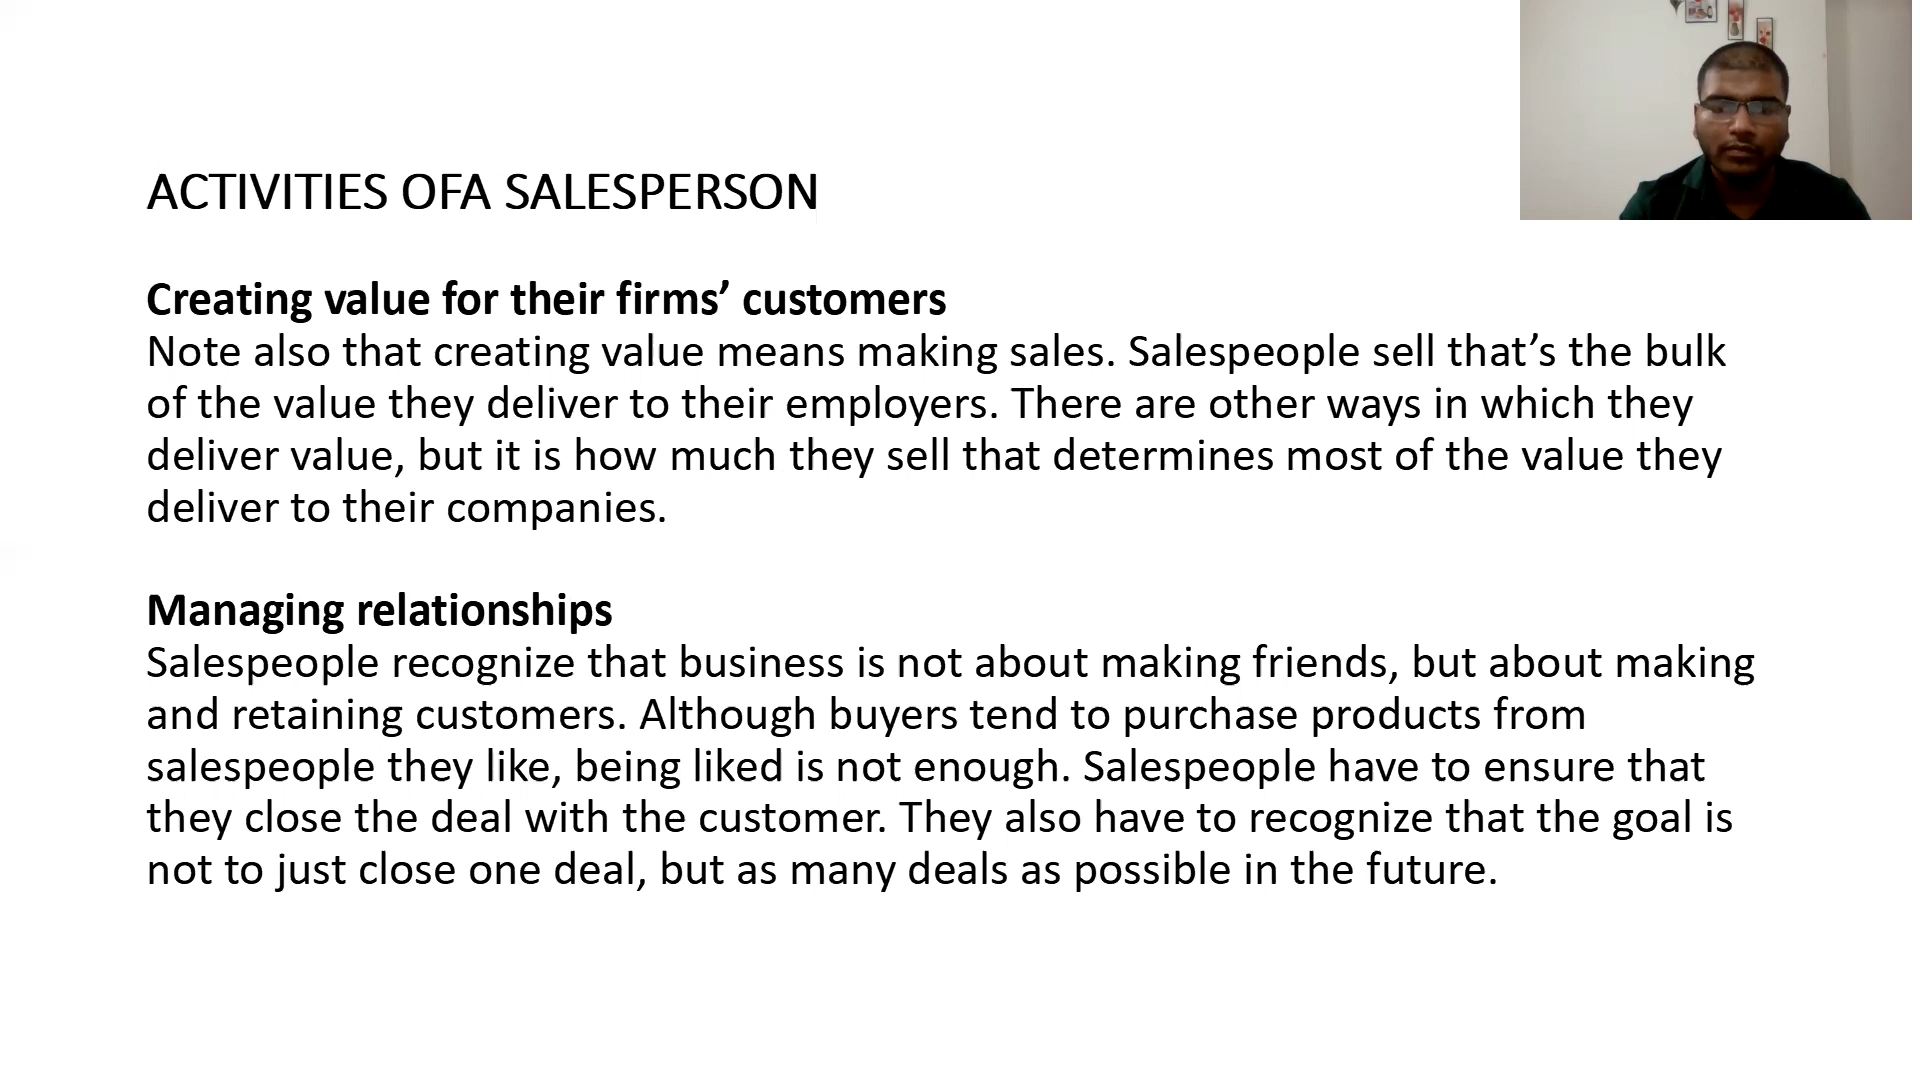 ACTIVITIES OFA SALESPERSON
Creating value for their firms’ customers
Note also that creating value means making sales. Salespeople sell that’s the bulk
of the value they deliver to their employers. There are other ways in which they
deliver value, but it is how much they sell that determines most of the value they
deliver to their companies.
Managing relationships
Salespeople recognize that business is not about making friends, but about making
and retaining customers. Although buyers tend to purchase products from
salespeople they like, being liked is not enough. Salespeople have to ensure that
they close the deal with the customer. They also have to recognize that the goal is
not to just close one deal, but as many deals as possible in the future.